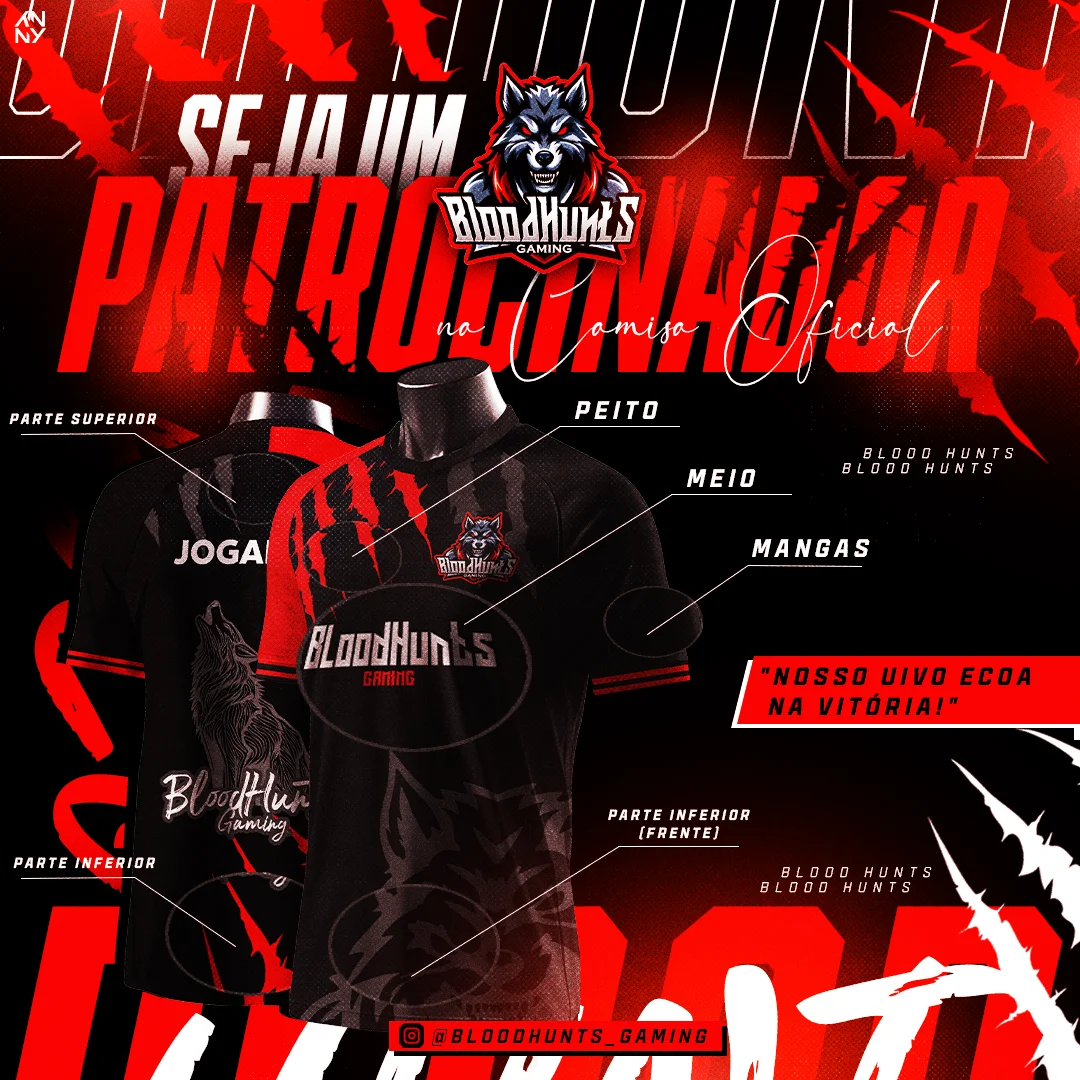 AN
NY
SEJA UM
PATROCINADOR
BloodHuntS
GAMING
na Camisa Oficial
PARTE SUPERIOR
PEITO
BLOOD HUNTS
BLOOD HUNTS
MEIO
MANGAS
JOGA
BloodHuntS
GAMING
BloodHunts
GAMING
"NOSSO UIVO ECOA
NA VITÓRIA!"
BloodHun
Gaming
PARTE INFERIOR
(FRENTE)
PARTE INFERIOR
BLOOD HUNTS
BLOOD HUNTS
@BLOODHUNTS_GAMING